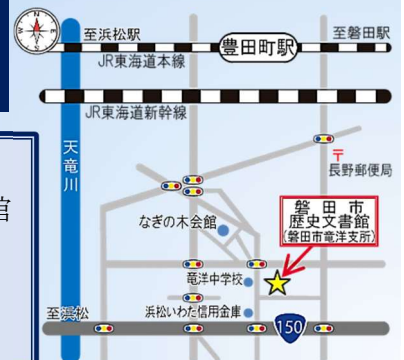 至浜松駅
豊田町駅
至磐田駅
JR東海道本線
JR東海道新幹線
天竜川
〒
長野郵便局
館
なぎの木会館
磐田市
歴史文書館
(磐田市竜洋支所)
竜洋中学校
浜松いわた信用金庫
至浜松
150